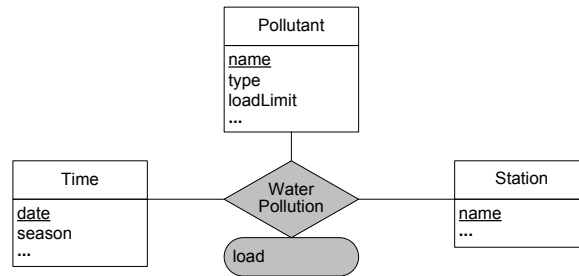 Pollutant
name
type
loadLimit
...
Time
date
season
...
Water
Pollution
load
Station
name
...